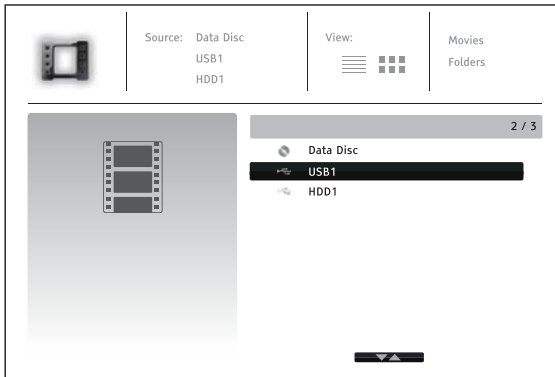 Source: Data Disc
USB1
HDD1
View:
Movies
Folders
2 / 3
Data Disc
USB1
HDD1